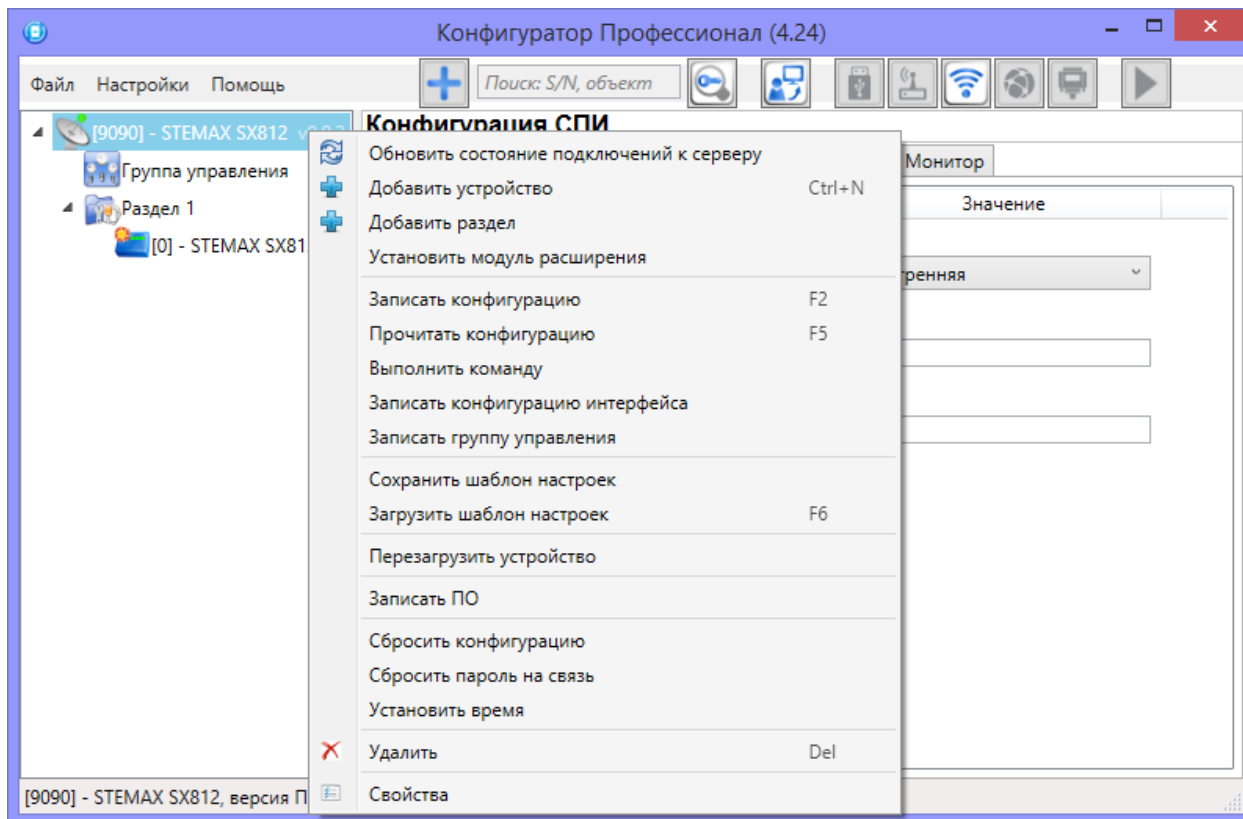 Конфигуратор Профессионал (4.24)
Файл Настройки Помощь Поиск: S/N, объект
[9090] - STEMAX SX812
Группа управления
Раздел 1
[0] - STEMAX SX81
Конфигурация СПИ
Монитор
Значение
тренняя
Обновить состояние подключений к серверу
Добавить устройство Ctrl+N
Добавить раздел
Установить модуль расширения
Записать конфигурацию F2
Прочитать конфигурацию F5
Выполнить команду
Записать конфигурацию интерфейса
Записать группу управления
Сохранить шаблон настроек
Загрузить шаблон настроек F6
Перезагрузить устройство
Записать ПО
Сбросить конфигурацию
Сбросить пароль на связь
Установить время
Удалить Del
Свойства
[9090] - STEMAX SX812, версия П